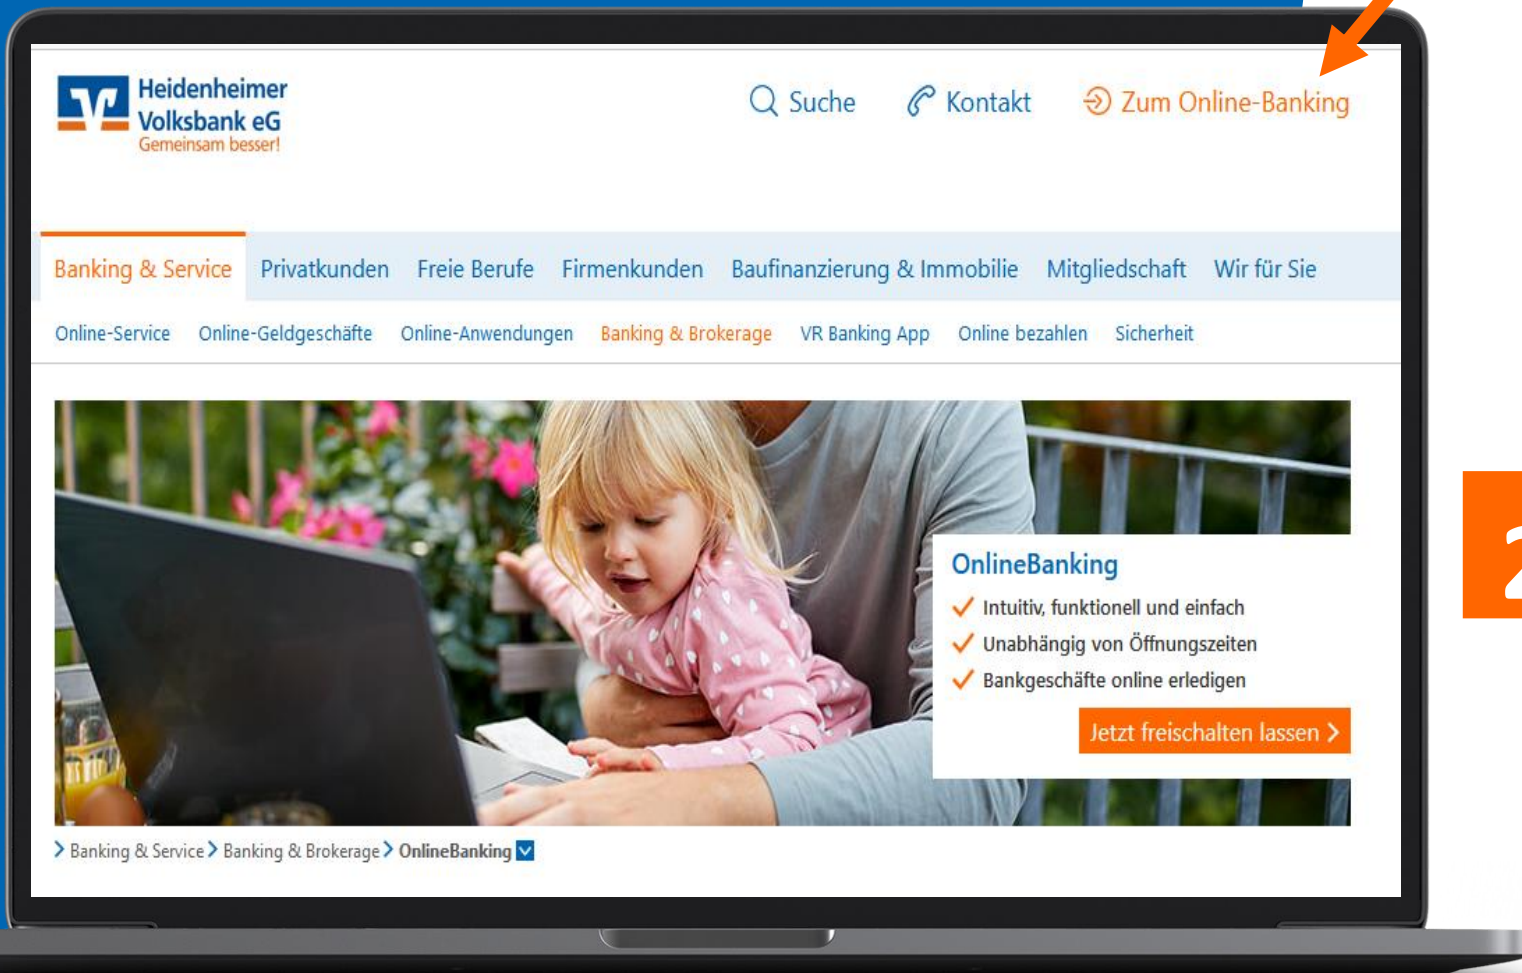 Heidenheimer
Volksbank eG
Gemeinsam besser!
Suche Kontakt Zum Online-Banking
Banking & Service Privatkunden Freie Berufe Firmenkunden Baufinanzierung & Immobilie Mitgliedschaft Wir für Sie
Online-Service Online-Geldgeschäfte Online-Anwendungen Banking & Brokerage VR Banking App Online bezahlen Sicherheit
OnlineBanking
Intuitiv, funktionell und einfach
Unabhängig von Öffnungszeiten
Bankgeschäfte online erledigen
Jetzt freischalten lassen
Banking & Service Banking & Brokerage OnlineBanking
2